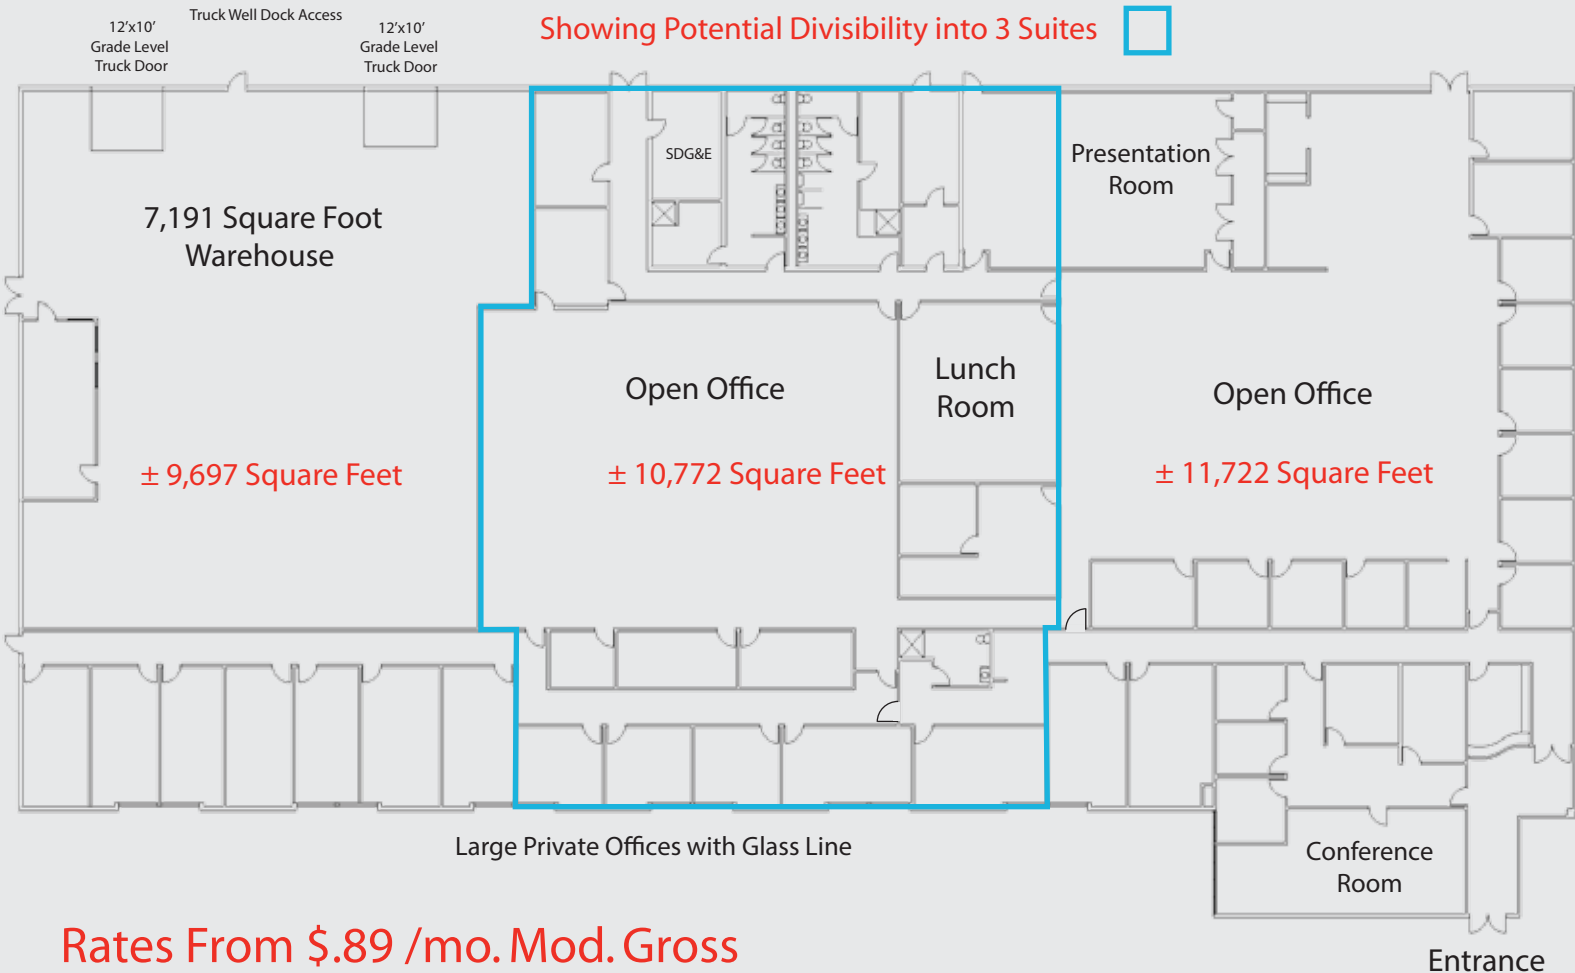 Truck Well Dock Access
Showing Potential Divisibility into 3 Suites
12'x10'
Grade Level
Truck Door
12'x10'
Grade Level
Truck Door
SDG&E
Presentation
Room
7,191 Square Foot
Warehouse
Open Office
Lunch
Room
Open Office
± 9,697 Square Feet
± 10,772 Square Feet
± 11,722 Square Feet
Large Private Offices with Glass Line
Conference
Room
Rates From $.89 /mo. Mod. Gross
Entrance